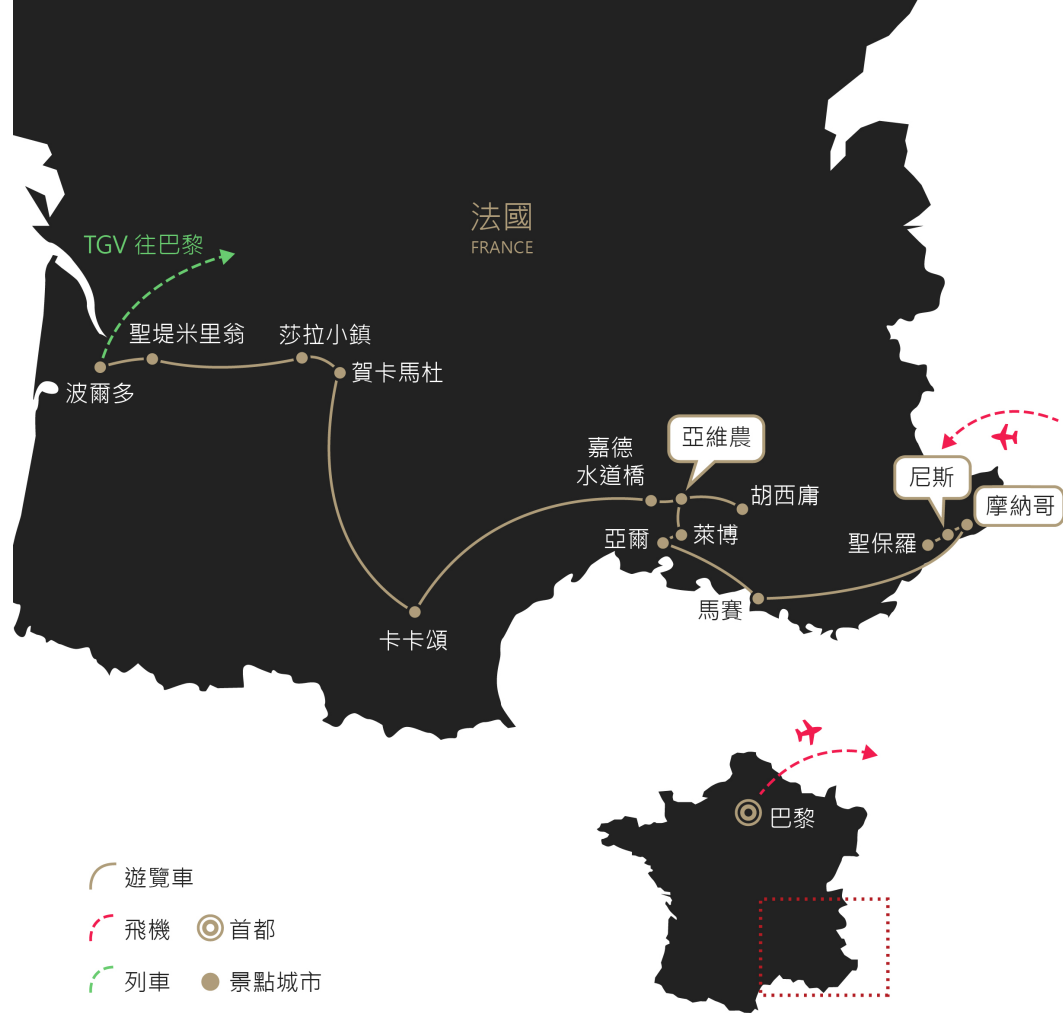 法國
FRANCE
TGV 往巴黎
聖堤米里翁
莎拉小鎮
賀卡馬杜
波爾多
亞維農
嘉德
水道橋
尼斯
胡西庸
摩納哥
亞爾
萊博
聖保羅
馬賽
卡卡頌
巴黎
遊覽車
飛機
首都
列車
景點城市